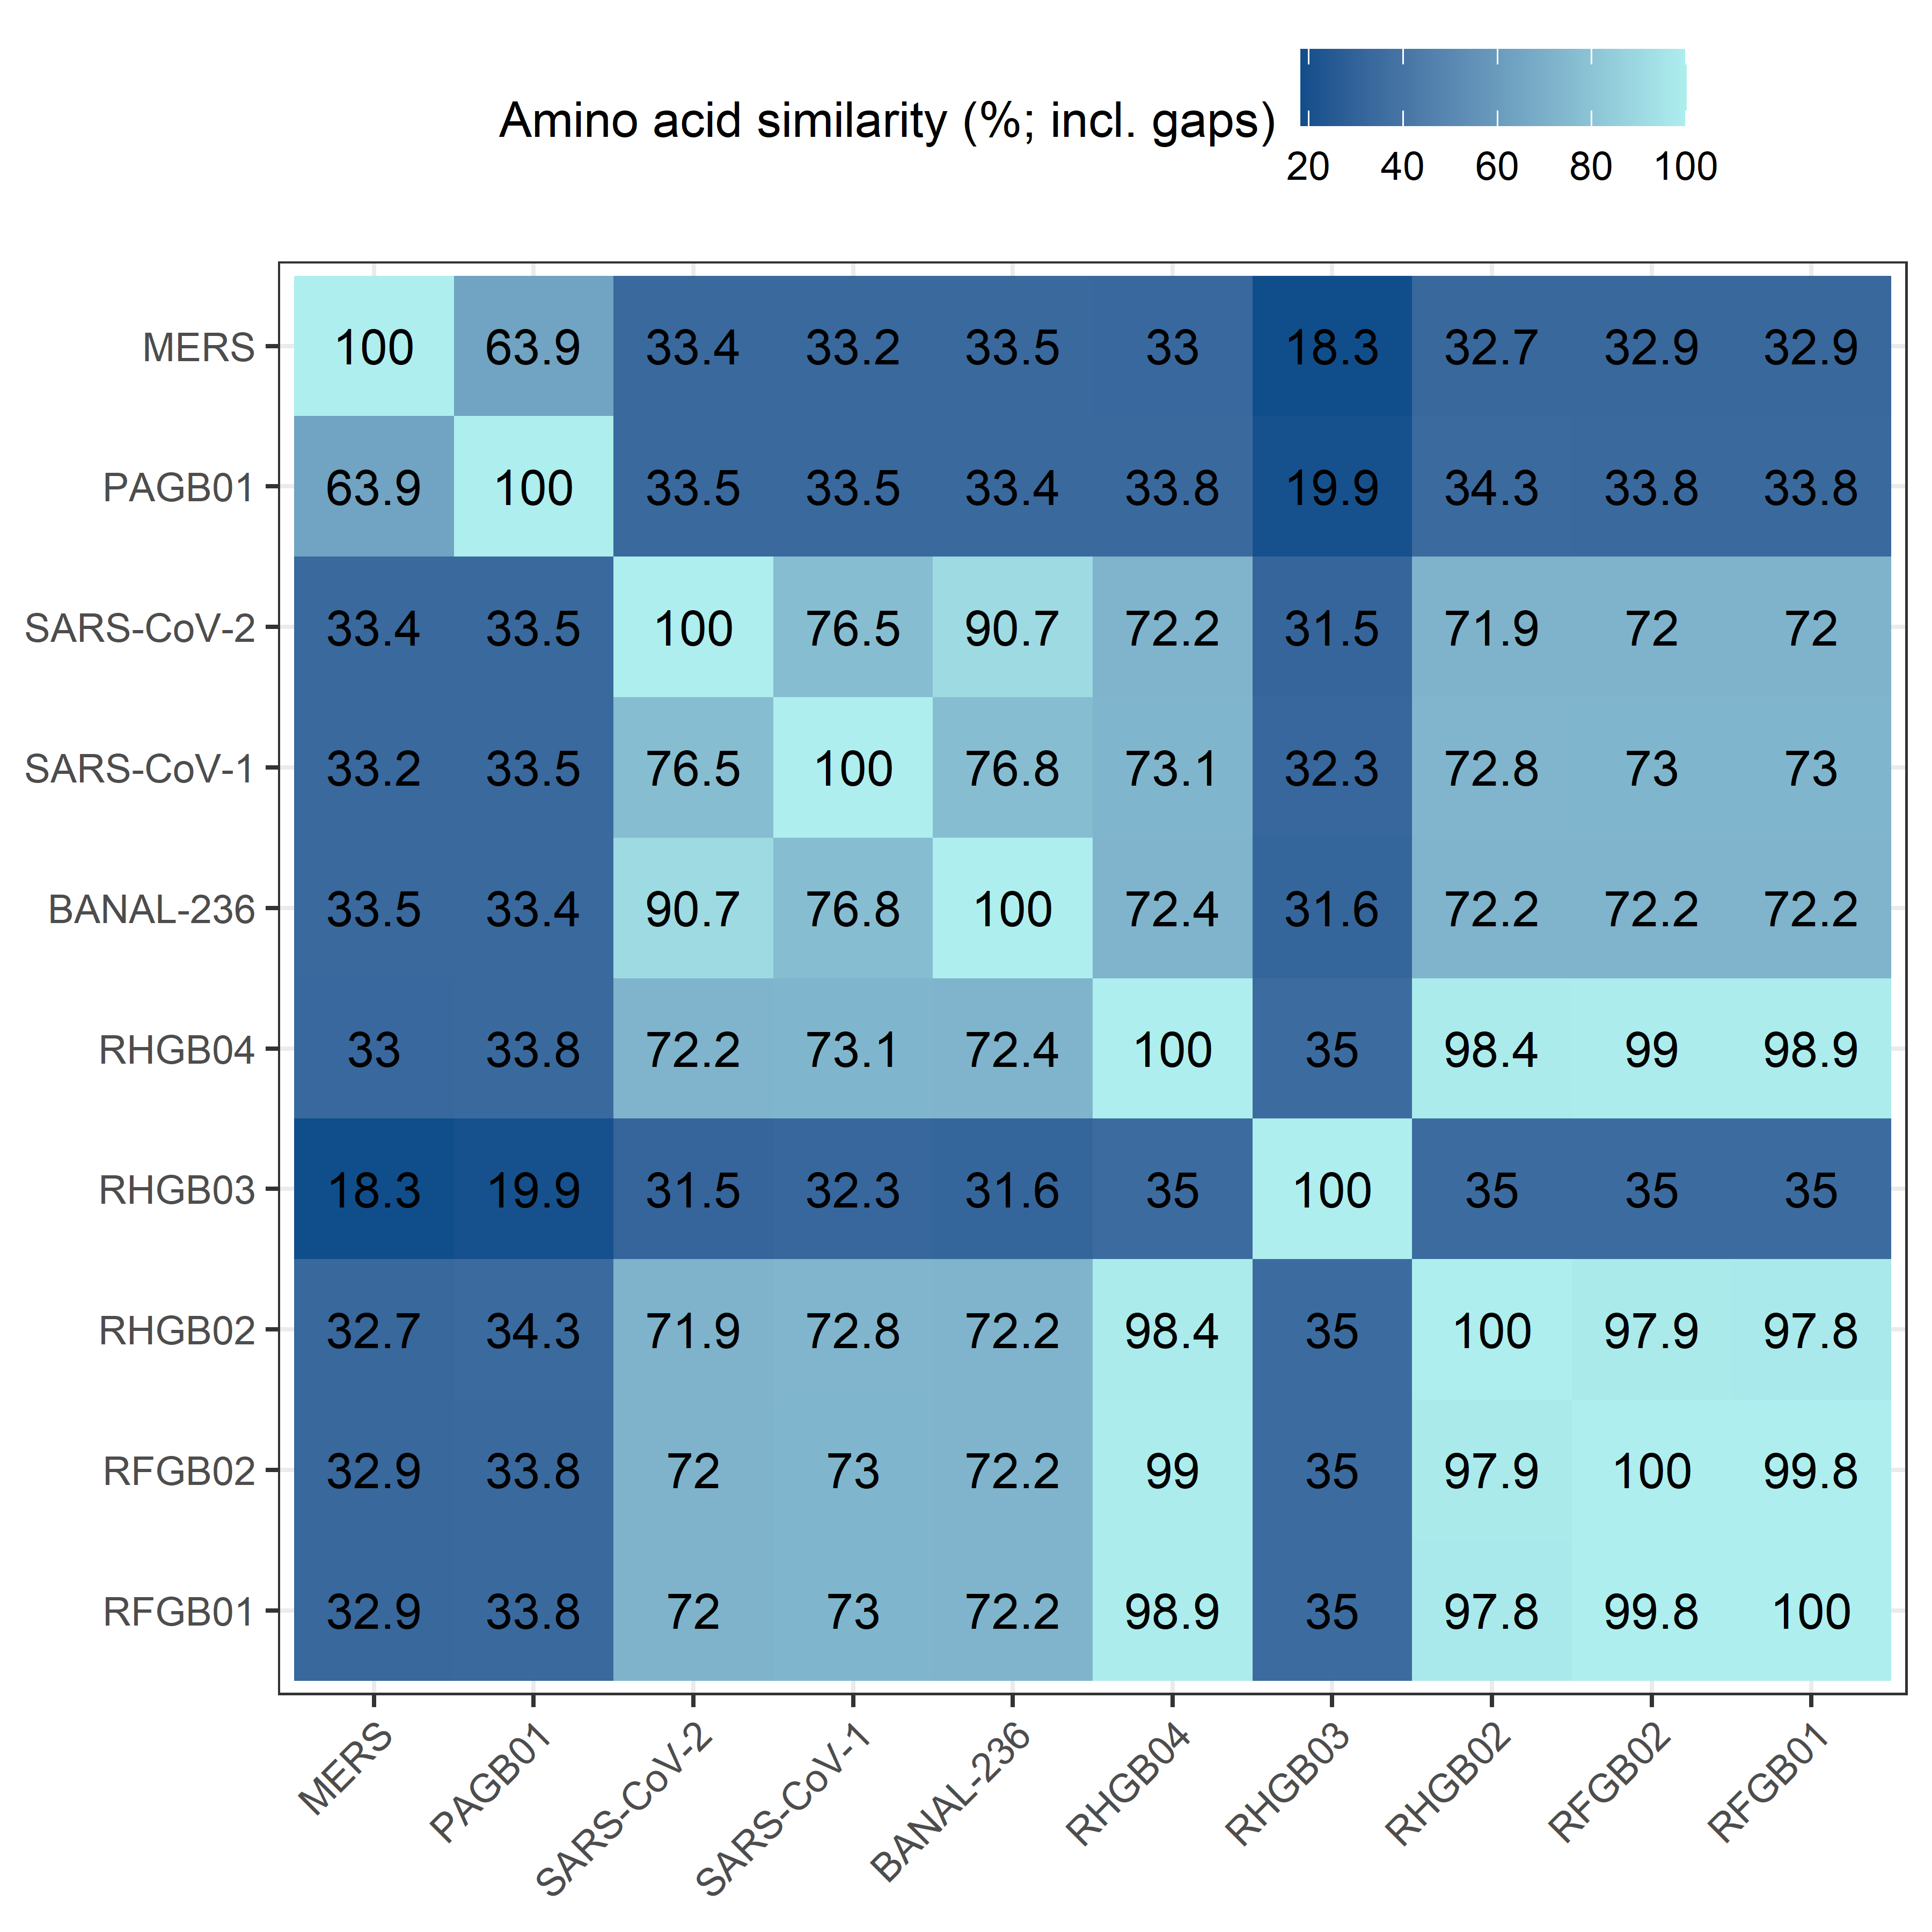 Amino acid similarity (%; incl. gaps)
20 40 60 80 100
MERS 100 63.9 33.4 33.2 33.5 33 18.3 32.7 32.9 32.9
PAGB01 63.9 100 33.5 33.5 33.4 33.8 19.9 34.3 33.8 33.8
SARS-CoV-2 33.4 33.5 100 76.5 90.7 72.2 31.5 71.9 72 72
SARS-CoV-1 33.2 33.5 76.5 100 76.8 73.1 32.3 72.8 73 73
BANAL-236 33.5 33.4 90.7 76.8 100 72.4 31.6 72.2 72.2 72.2
RHGB04 33 33.8 72.2 73.1 72.4 100 35 98.4 99 98.9
RHGB03 18.3 19.9 31.5 32.3 31.6 35 100 35 35 35
RHGB02 32.7 34.3 71.9 72.8 72.2 98.4 35 100 97.9 97.8
RFGB02 32.9 33.8 72 73 72.2 99 35 97.9 100 99.8
RFGB01 32.9 33.8 72 73 72.2 98.9 35 97.8 99.8 100
MERS PAGB01 SARS-CoV-2 SARS-CoV-1 BANAL-236 RHGB04 RHGB03 RHGB02 RFGB02 RFGB01